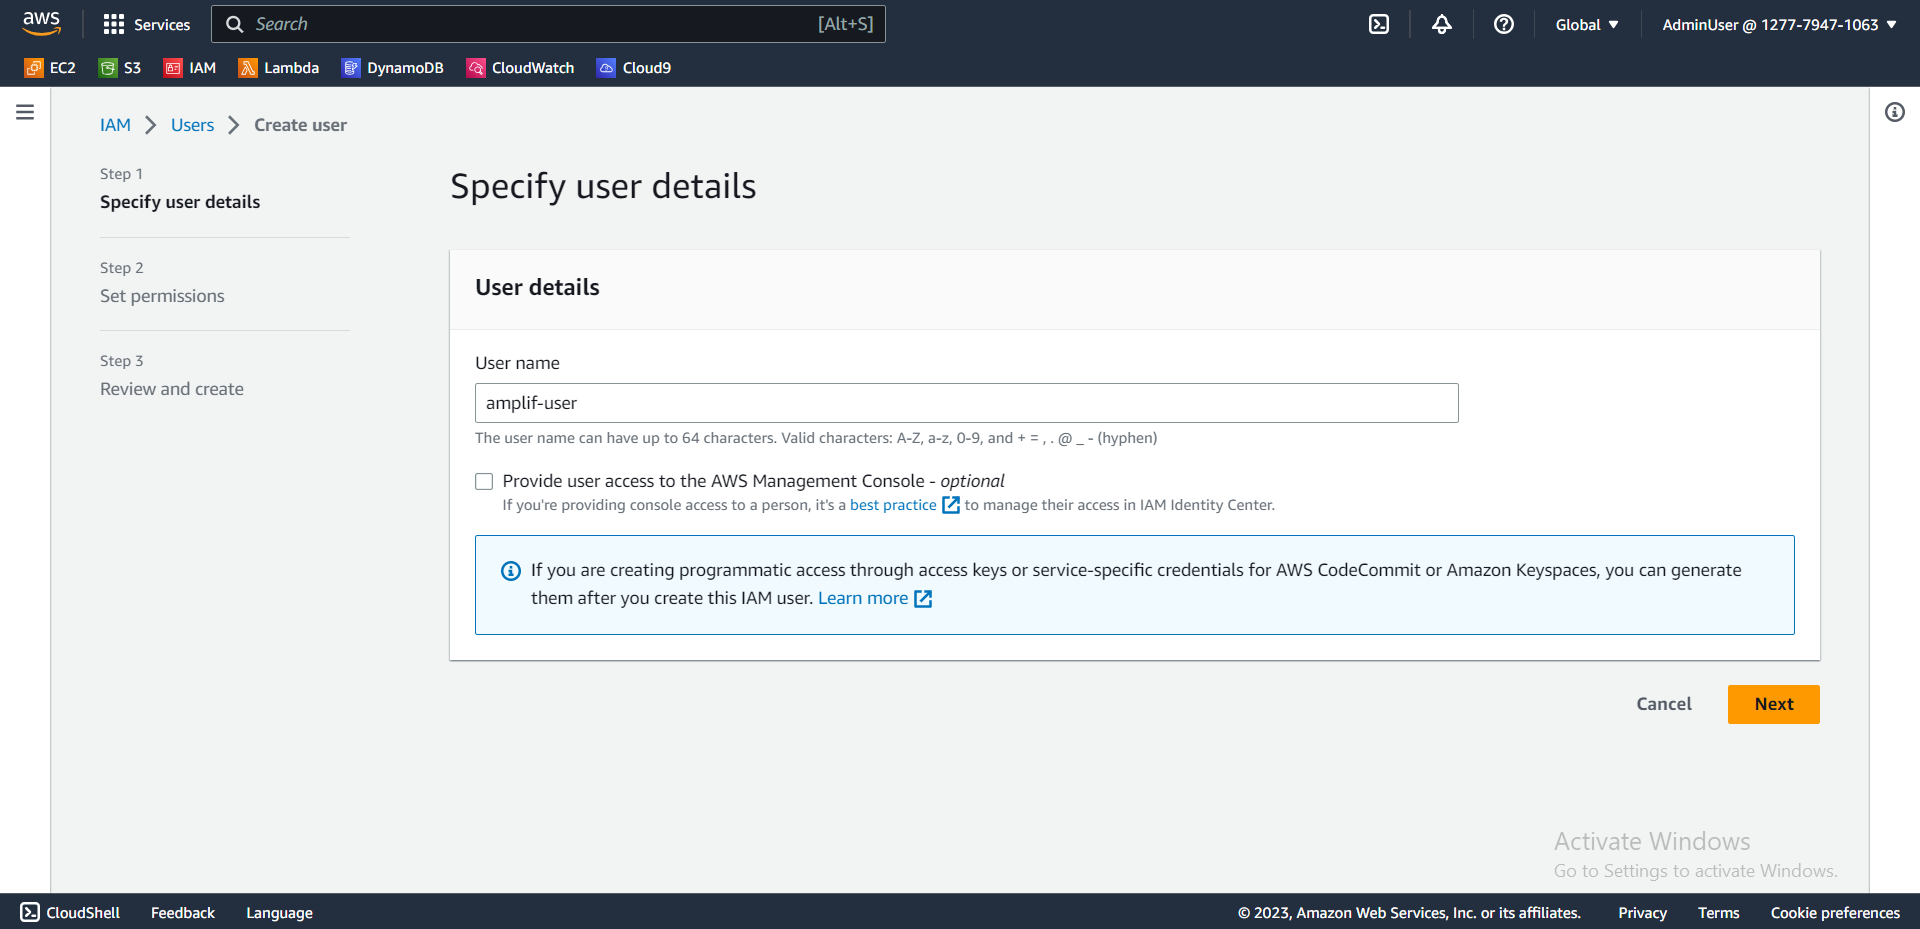 aws
Services
Search
[Alt+S]
Global
AdminUser @ 1277-7947-1063
EC2
S3
IAM
Lambda
DynamoDB
CloudWatch
Cloud9
IAM
Users
Create user
Step 1
Specify user details
Step 2
Set permissions
Step 3
Review and create
Specify user details
User details
User name
amplif-user
The user name can have up to 64 characters. Valid characters: A-Z, a-z, 0-9, and + = , . @ _ - (hyphen)
Provide user access to the AWS Management Console - optional
If you're providing console access to a person, it's a best practice to manage their access in IAM Identity Center.
If you are creating programmatic access through access keys or service-specific credentials for AWS CodeCommit or Amazon Keyspaces, you can generate
them after you create this IAM user. Learn more
Cancel
Next
Activate Windows
Go to Settings to activate Windows.
CloudShell
Feedback
Language
© 2023, Amazon Web Services, Inc. or its affiliates.
Privacy
Terms
Cookie preferences